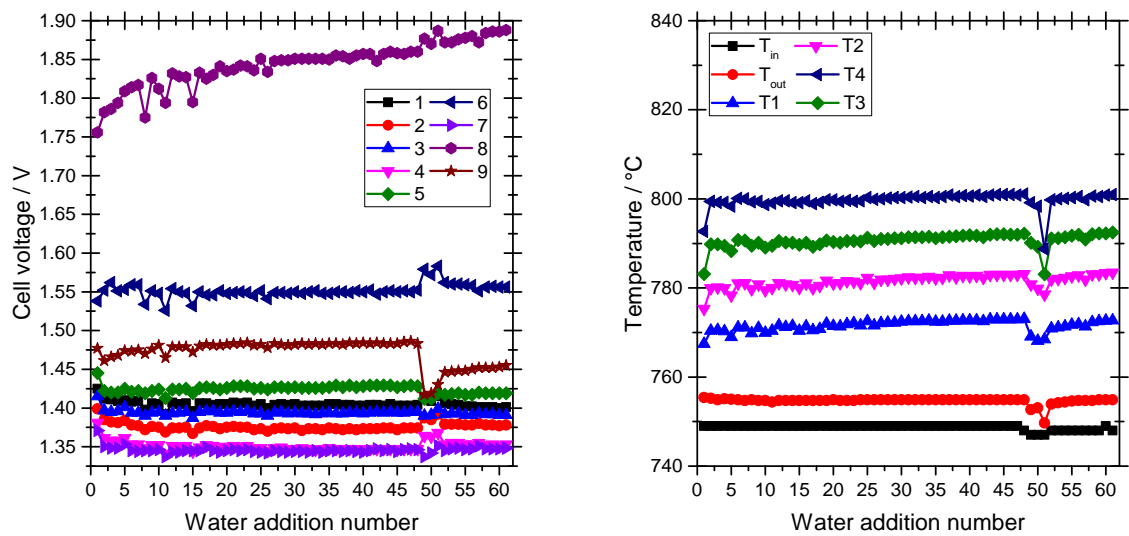 1.90
1.85
1.80
1.75
1.70
1.65
1.60
1.55
1.50
1.45
1.40
1.35
Cell voltage / V
1 6
2 7
3 8
4 9
5
0 5 10 15 20 25 30 35 40 45 50 55 60
Water addition number
840
820
800
780
760
740
Temperature / °C
T_in T2
T_out T4
T1 T3
0 5 10 15 20 25 30 35 40 45 50 55 60
Water addition number